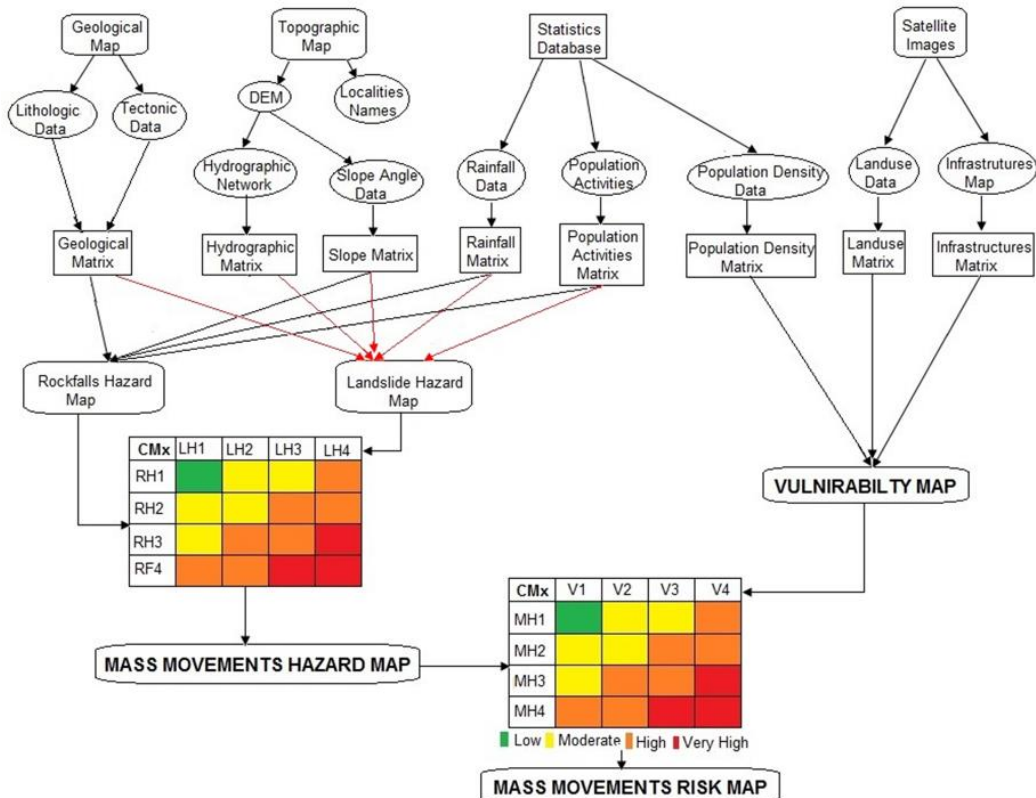 Geological
Map
Topographic
Map
Statistics
Database
Satellite
Images
Lithologic
Data
Tectonic
Data
DEM
Localities
Names
Hydrographic
Network
Slope Angle
Data
Rainfall
Data
Population
Activities
Population Density
Data
Landuse
Data
Infrastrutures
Map
Geological
Matrix
Hydrographic
Matrix
Slope Matrix
Rainfall
Matrix
Population
Activities
Matrix
Population Density
Matrix
Landuse
Matrix
Infrastructures
Matrix
Rockfalls Hazard
Map
Landslide Hazard
Map
CMx LH1 LH2 LH3 LH4
RH1
RH2
RH3
RF4
VULNIRABILTY MAP
MASS MOVEMENTS HAZARD MAP
CMx V1 V2 V3 V4
MH1
MH2
MH3
MH4
Low Moderate High Very High
MASS MOVEMENTS RISK MAP